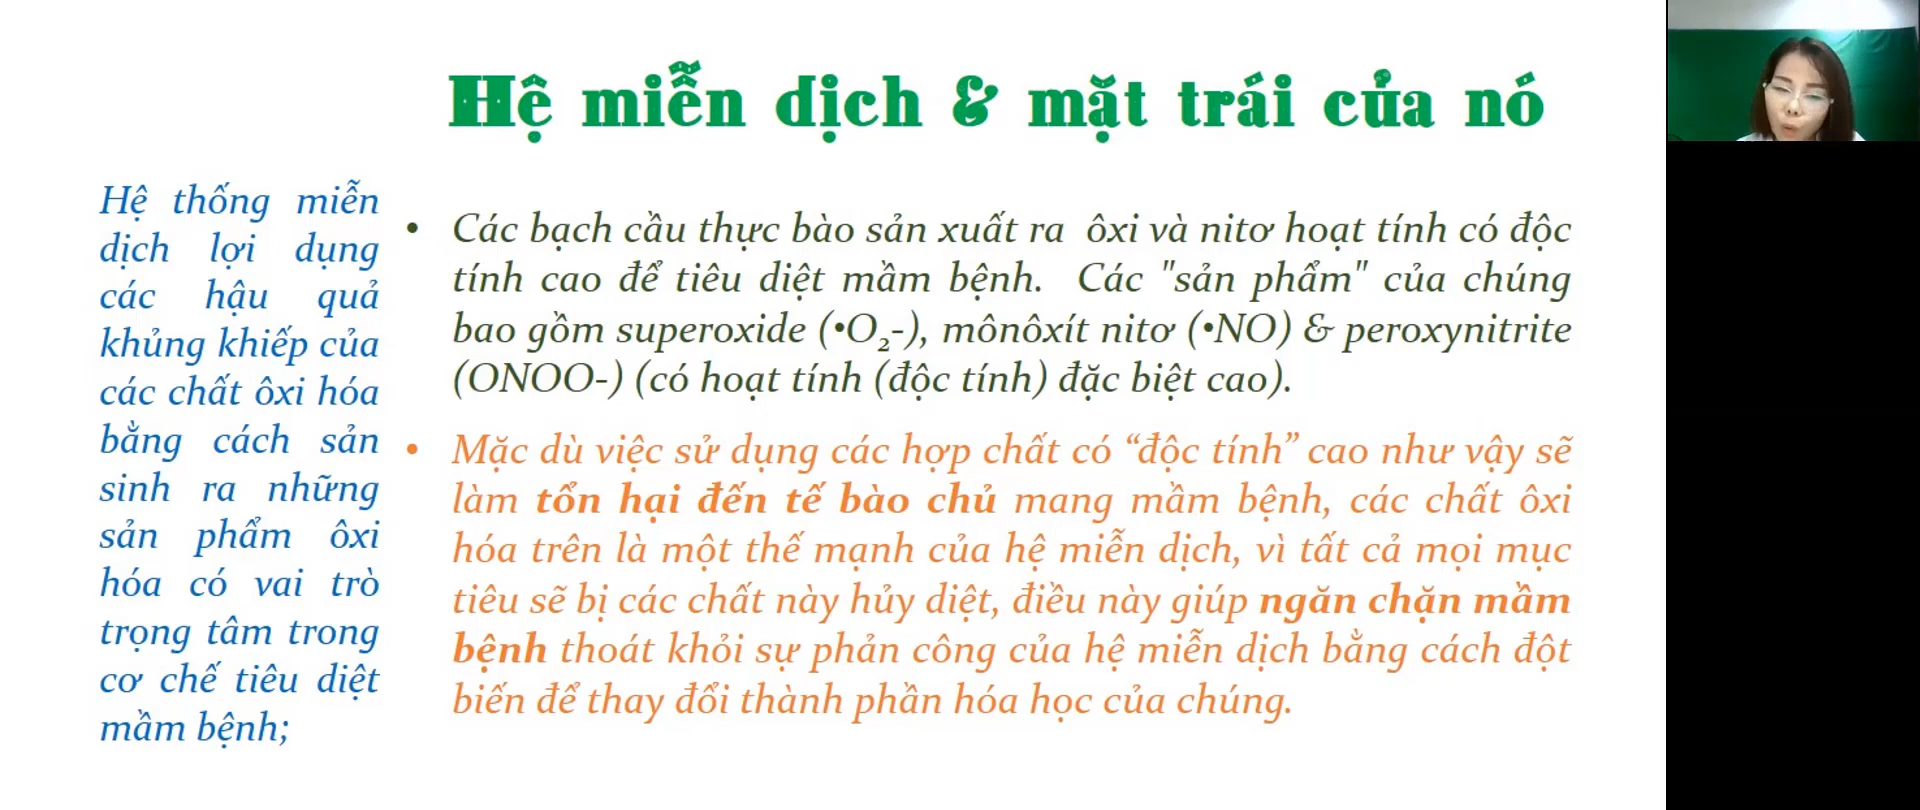 Hệ miễn dịch & mặt trái của nó
Hệ thống miễn
dịch lợi dụng
các hậu quả
khủng khiếp của
các chất ôxi hóa
bằng cách sản
sinh ra những
sản phẩm ôxi
hóa có vai trò
trọng tâm trong
cơ chế tiêu diệt
mầm bệnh;
• Các bạch cầu thực bào sản xuất ra ôxi và nitơ hoạt tính có độc
tính cao để tiêu diệt mầm bệnh. Các "sản phẩm" của chúng
bao gồm superoxide (•O₂-), mônôxít nitơ (•NO) & peroxynitrite
(ONOO-) (có hoạt tính (độc tính) đặc biệt cao).
• Mặc dù việc sử dụng các hợp chất có “độc tính” cao như vậy sẽ
làm tổn hại đến tế bào chủ mang mầm bệnh, các chất ôxi
hóa trên là một thế mạnh của hệ miễn dịch, vì tất cả mọi mục
tiêu sẽ bị các chất này hủy diệt, điều này giúp ngăn chặn mầm
bệnh thoát khỏi sự phản công của hệ miễn dịch bằng cách đột
biến để thay đổi thành phần hóa học của chúng.